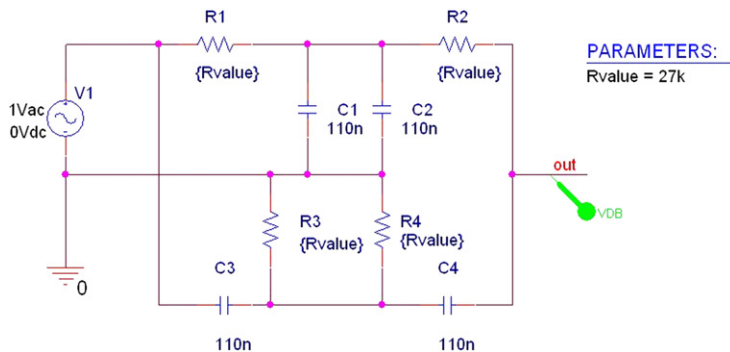 R1
R2
{Rvalue}
{Rvalue}
PARAMETERS:
Rvalue = 27k
V1
1Vac
0Vdc
C1
110n
C2
110n
out
VDB
R3
{Rvalue}
R4
{Rvalue}
C3
C4
0
110n
110n